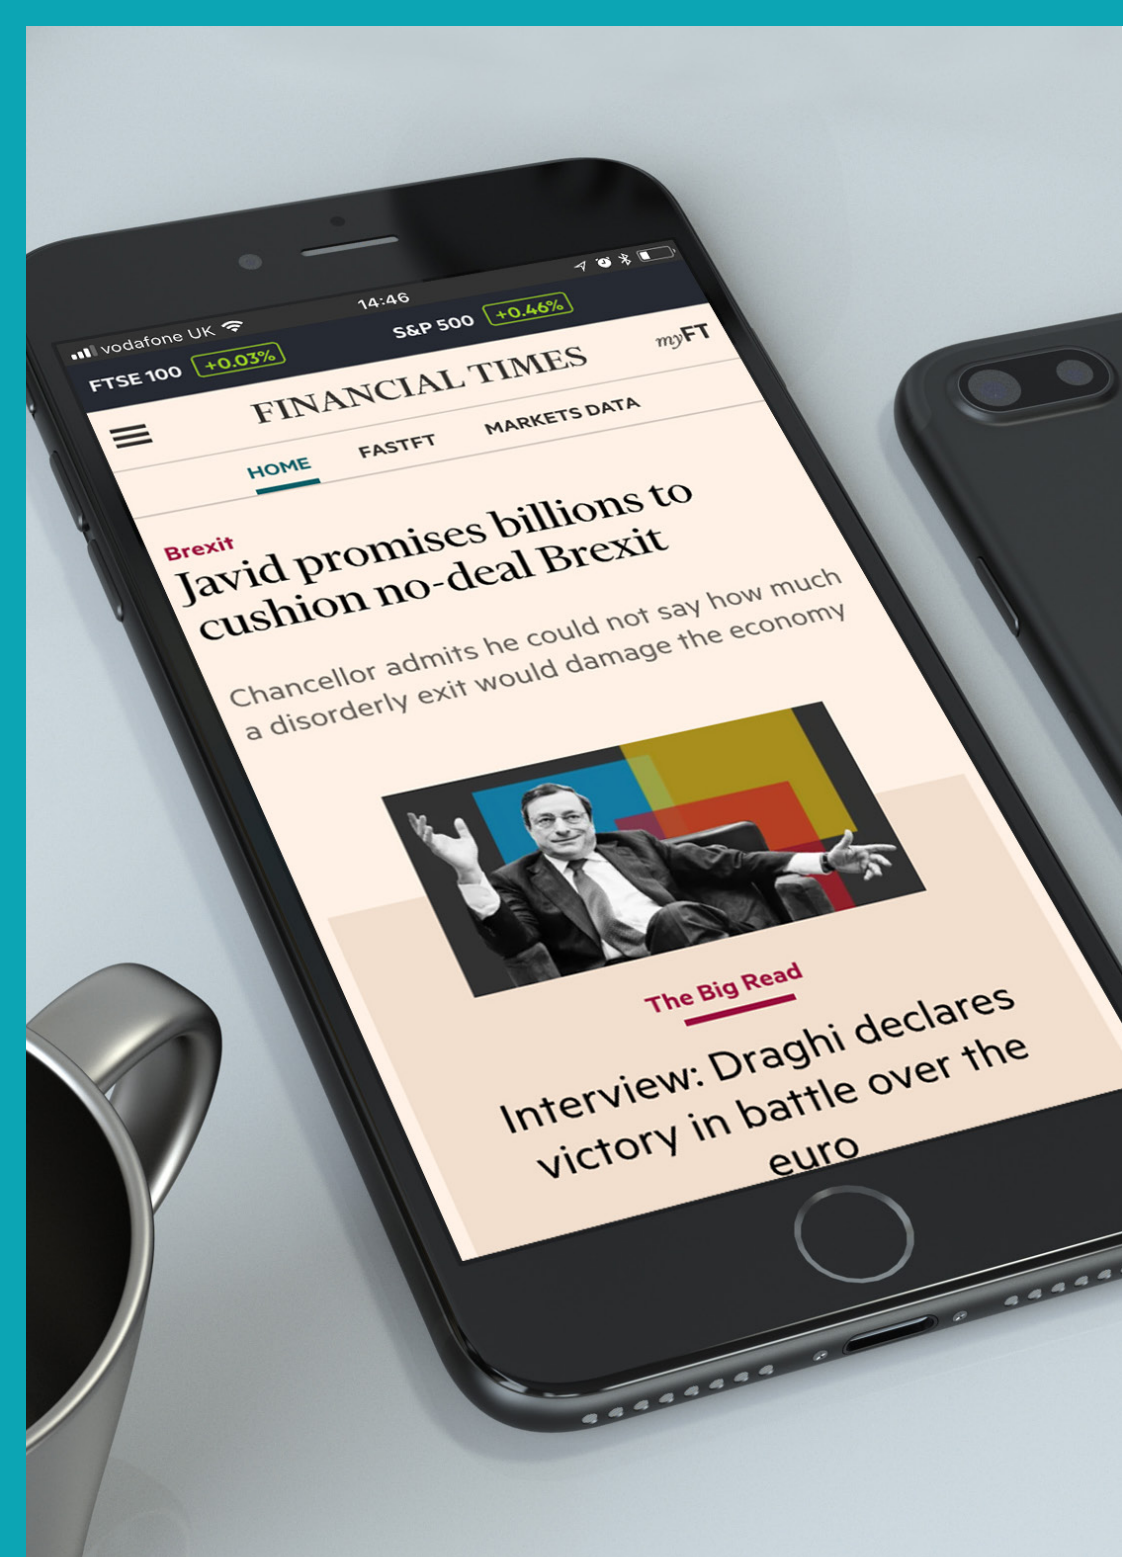 vodafone UK 14:46
FTSE 100 +0.03% S&P 500 +0.46%
FINANCIAL TIMES myFT
HOME FASTFT MARKETS DATA
Brexit
Javid promises billions to
cushion no-deal Brexit
Chancellor admits he could not say how much
a disorderly exit would damage the economy
The Big Read
Interview: Draghi declares
victory in battle over the
euro